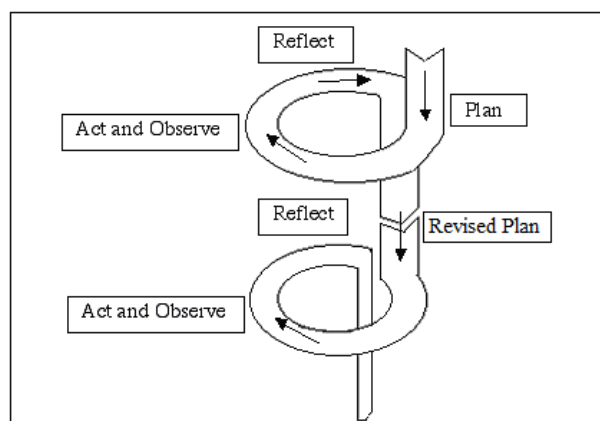 Reflect
Plan
Act and Observe
Reflect
Revised Plan
Act and Observe